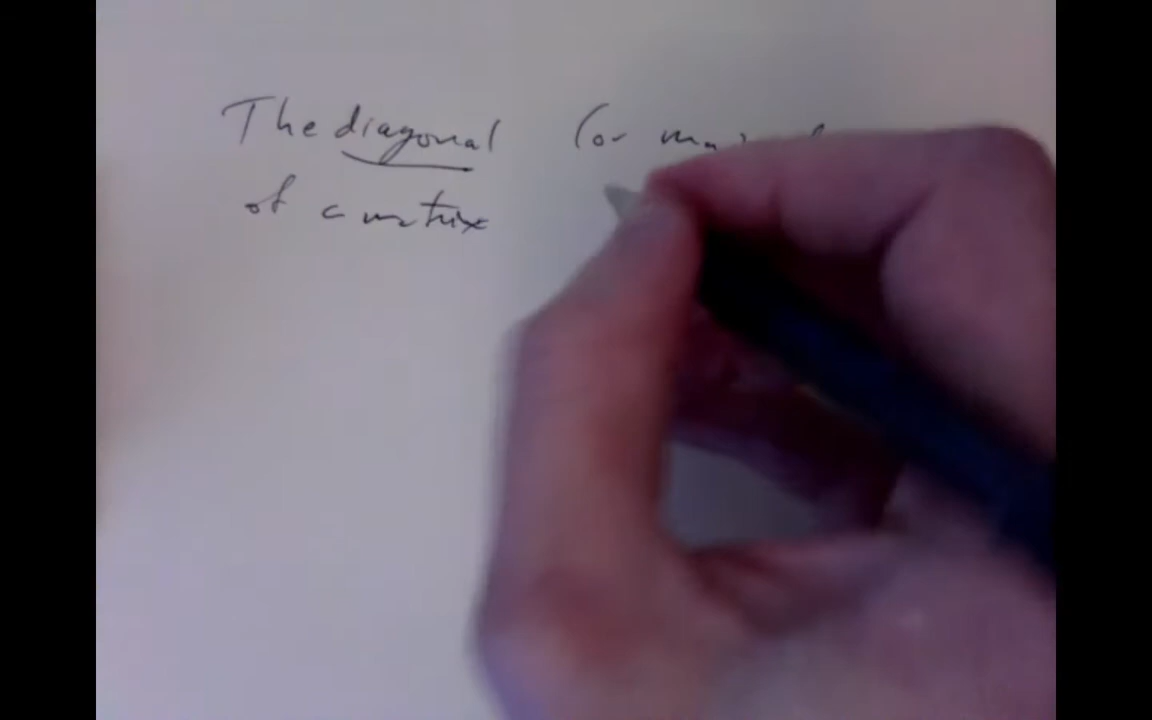 The diagonal (or
of a matrix